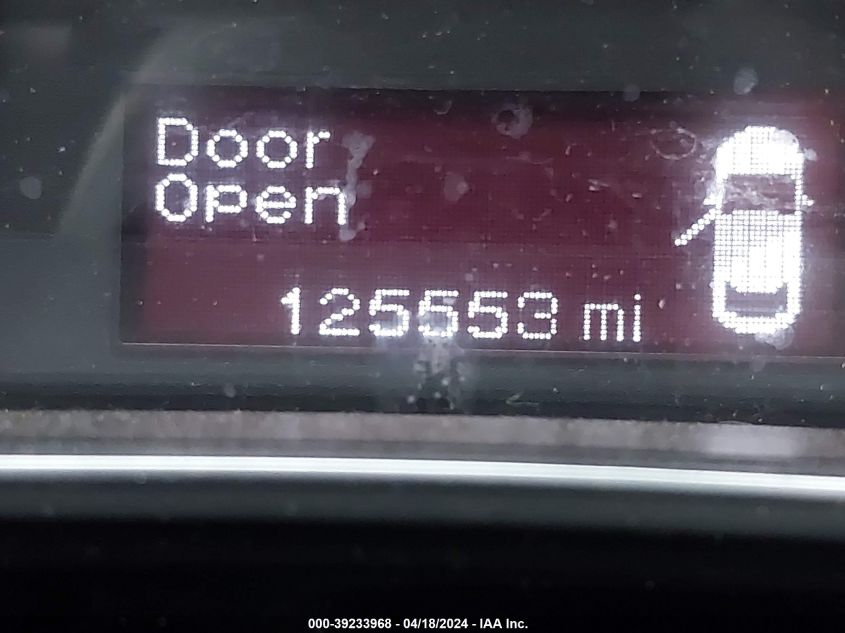 Door
Open
125553 mi
000-39233968 - 04/18/2024 - IAA Inc.